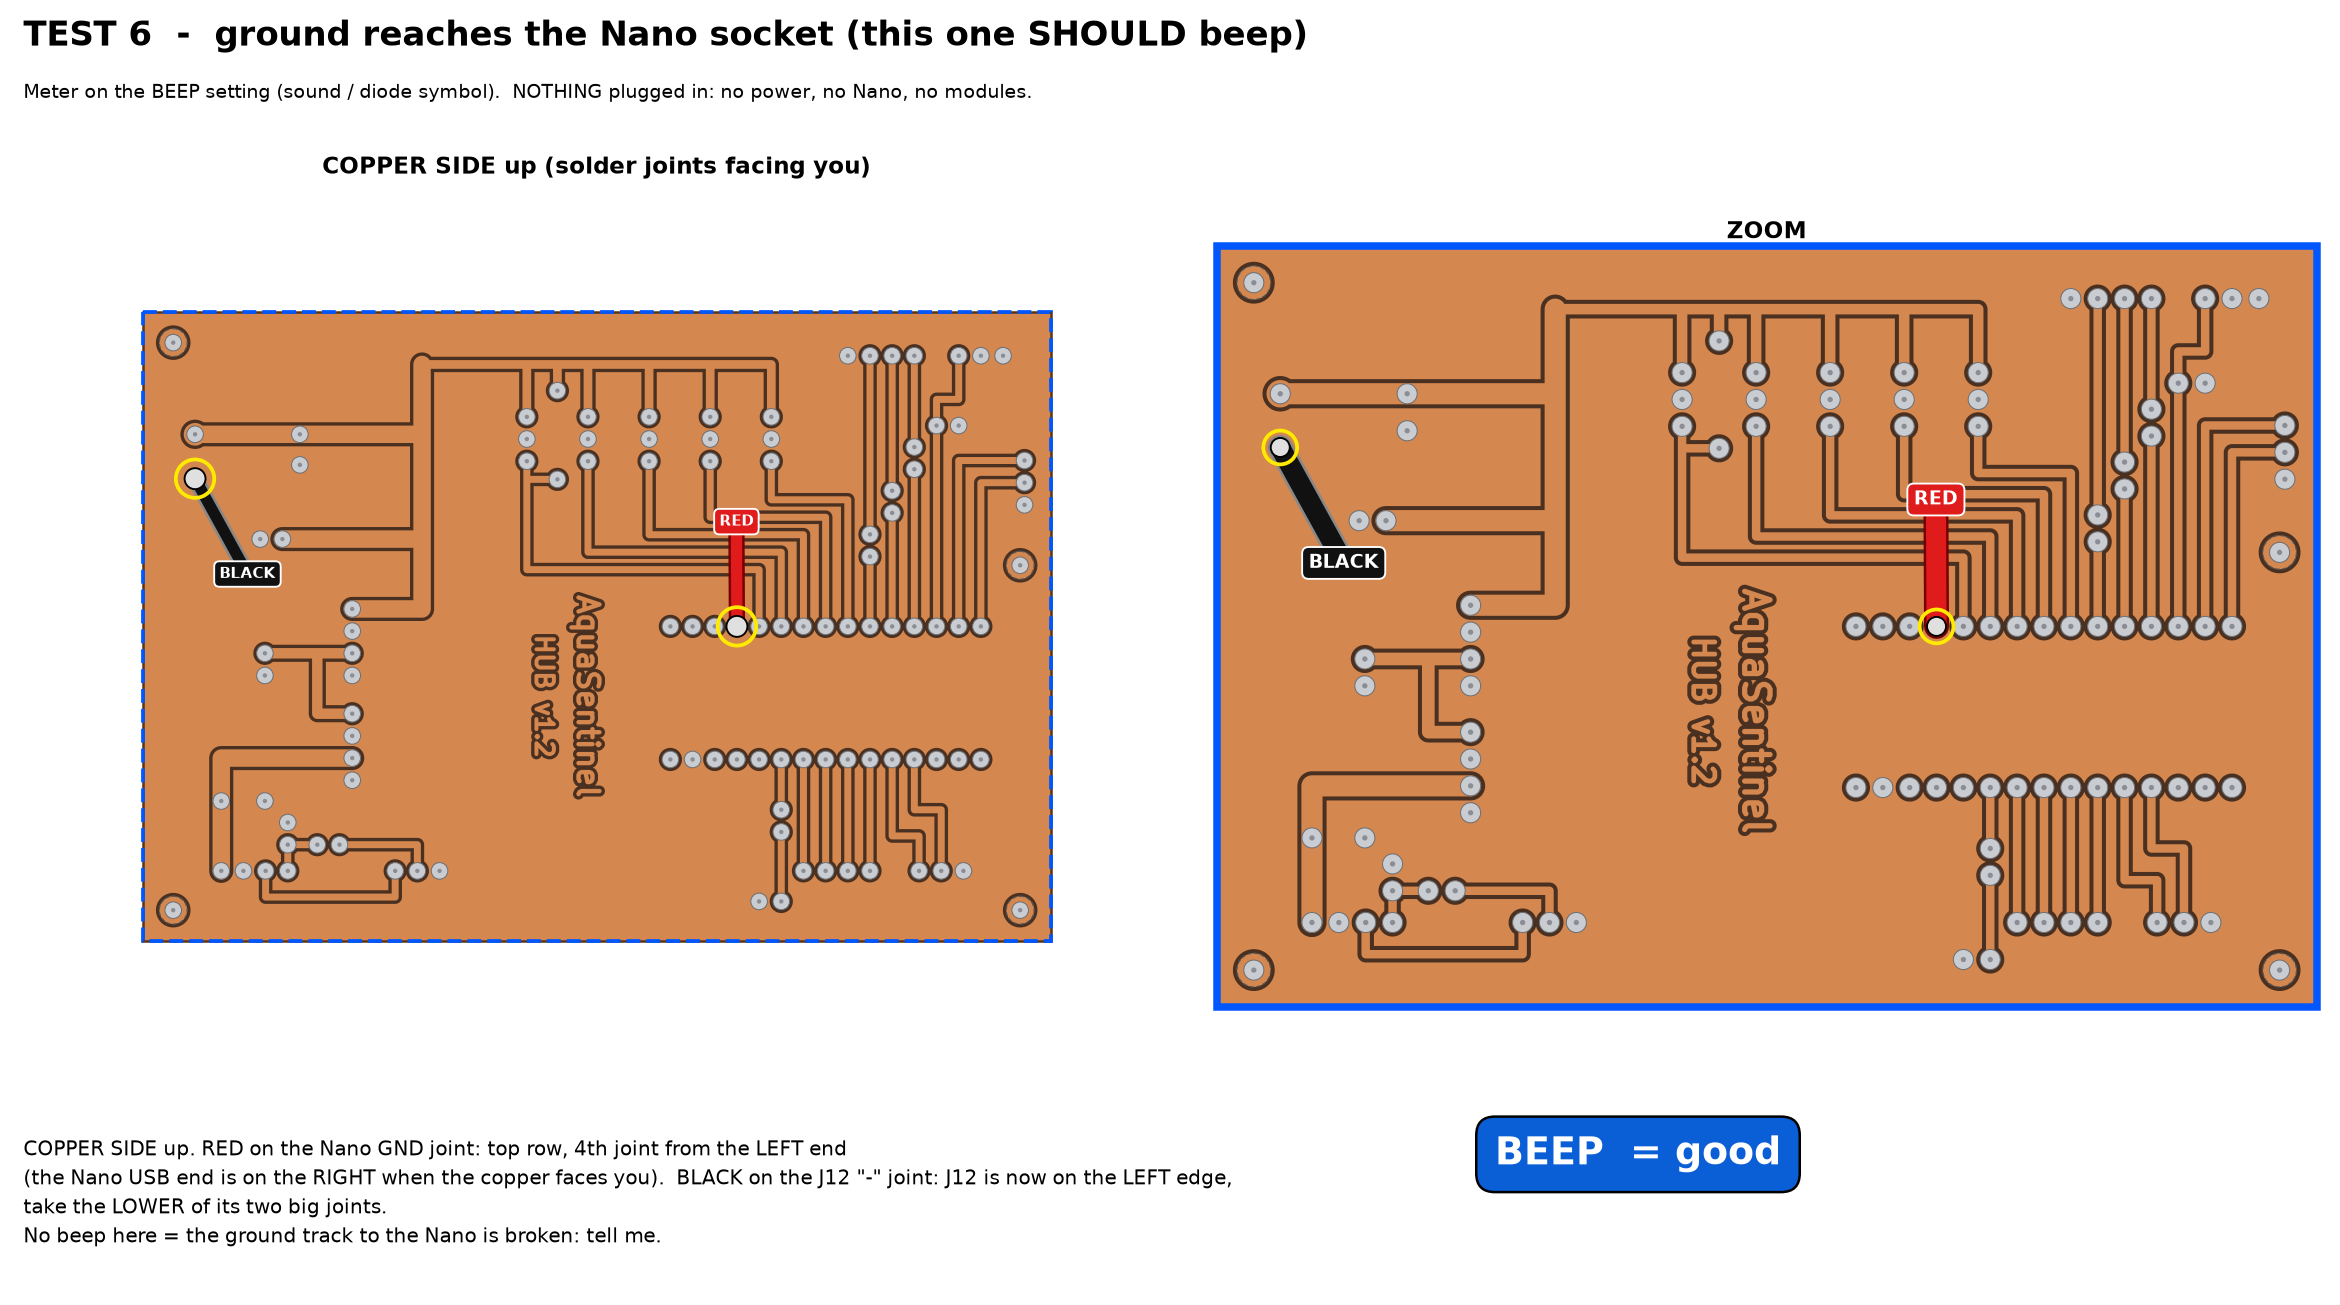 TEST 6  -  ground reaches the Nano socket (this one SHOULD beep)
Meter on the BEEP setting (sound / diode symbol).  NOTHING plugged in: no power, no Nano, no modules.
COPPER SIDE up (solder joints facing you)
ZOOM
RED
BLACK
AquaSentinel
HUB v1.2
RED
BLACK
AquaSentinel
HUB v1.2
COPPER SIDE up. RED on the Nano GND joint: top row, 4th joint from the LEFT end
(the Nano USB end is on the RIGHT when the copper faces you).  BLACK on the J12 "-" joint: J12 is now on the LEFT edge,
take the LOWER of its two big joints.
No beep here = the ground track to the Nano is broken: tell me.
BEEP  = good